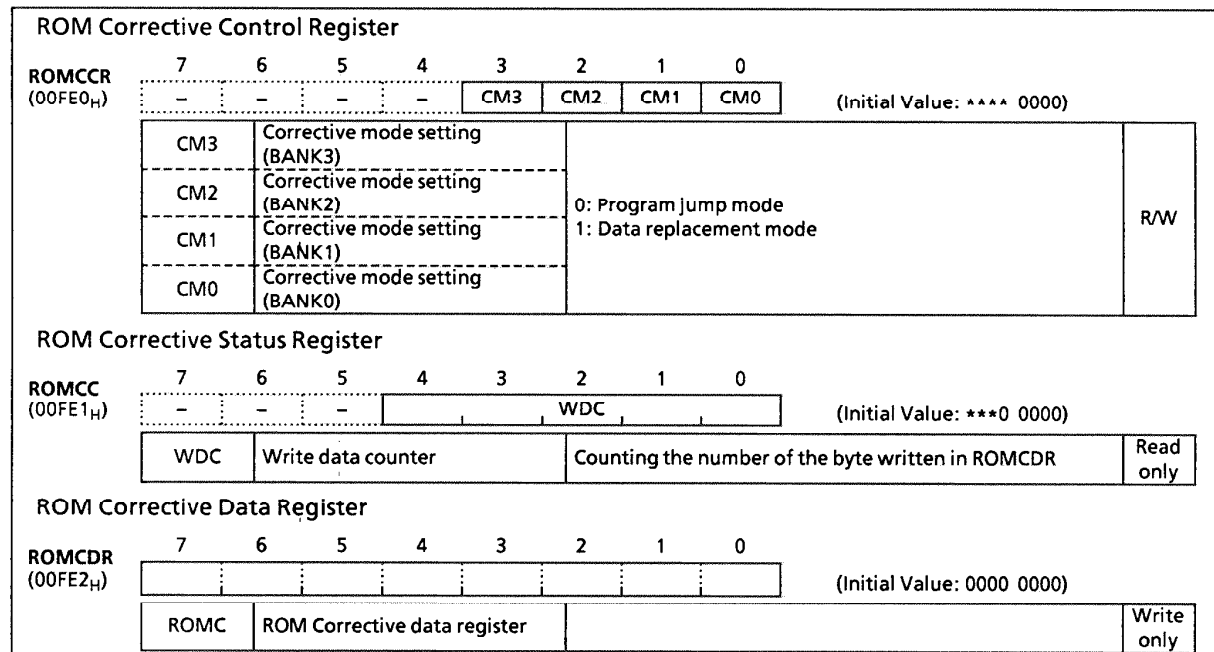 ROM Corrective Control Register
7 6 5 4 3 2 1 0
ROMCCR
(00FE0H)
– – – – CM3 CM2 CM1 CM0 (Initial Value: **** 0000)
CM3 Corrective mode setting
(BANK3)
CM2 Corrective mode setting
(BANK2)
CM1 Corrective mode setting
(BANK1)
CM0 Corrective mode setting
(BANK0)
0: Program jump mode
1: Data replacement mode
R/W
ROM Corrective Status Register
7 6 5 4 3 2 1 0
ROMCC
(00FE1H)
– – – WDC (Initial Value: ***0 0000)
WDC Write data counter Counting the number of the byte written in ROMCDR Read
only
ROM Corrective Data Register
7 6 5 4 3 2 1 0
ROMCDR
(00FE2H)
(Initial Value: 0000 0000)
ROMC ROM Corrective data register Write
only